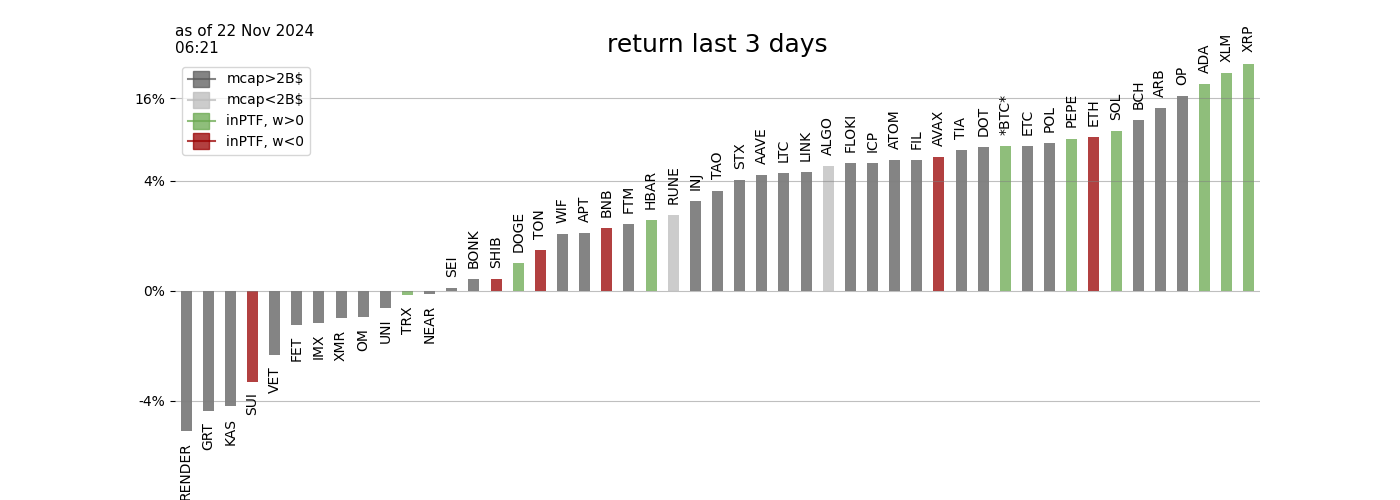 as of 22 Nov 2024
06:21
return last 3 days
mcap>2B$
mcap<2B$
inPTF, w>0
inPTF, w<0
16%
4%
0%
-4%
RENDER
GRT
KAS
SUI
VET
FET
IMX
XMR
OM
UNI
TRX
NEAR
SEI
BONK
SHIB
DOGE
TON
WIF
APT
BNB
FTM
HBAR
RUNE
INJ
TAO
STX
AAVE
LTC
LINK
ALGO
FLOKI
ICP
ATOM
FIL
AVAX
TIA
DOT
*BTC*
ETC
POL
PEPE
ETH
SOL
BCH
ARB
OP
ADA
XLM
XRP